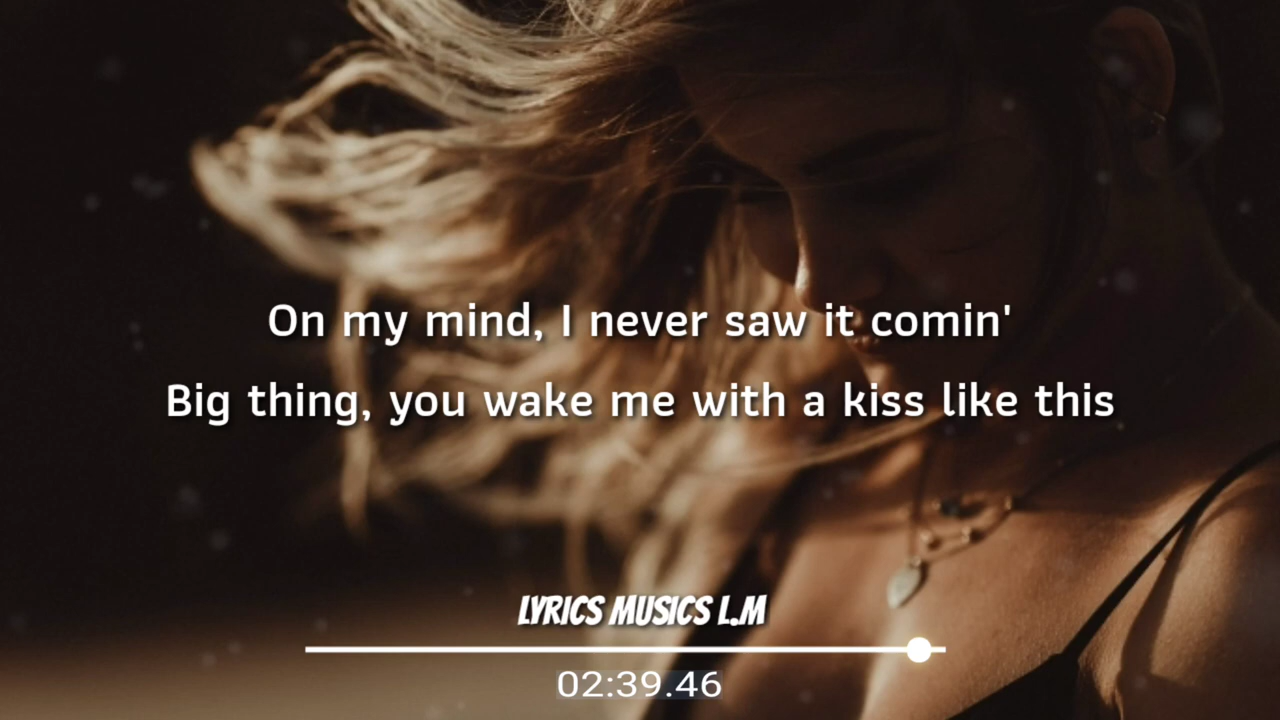 On my mind, I never saw it comin'
Big thing, you wake me with a kiss like this
LYRICS MUSICS L.M
02:39.46